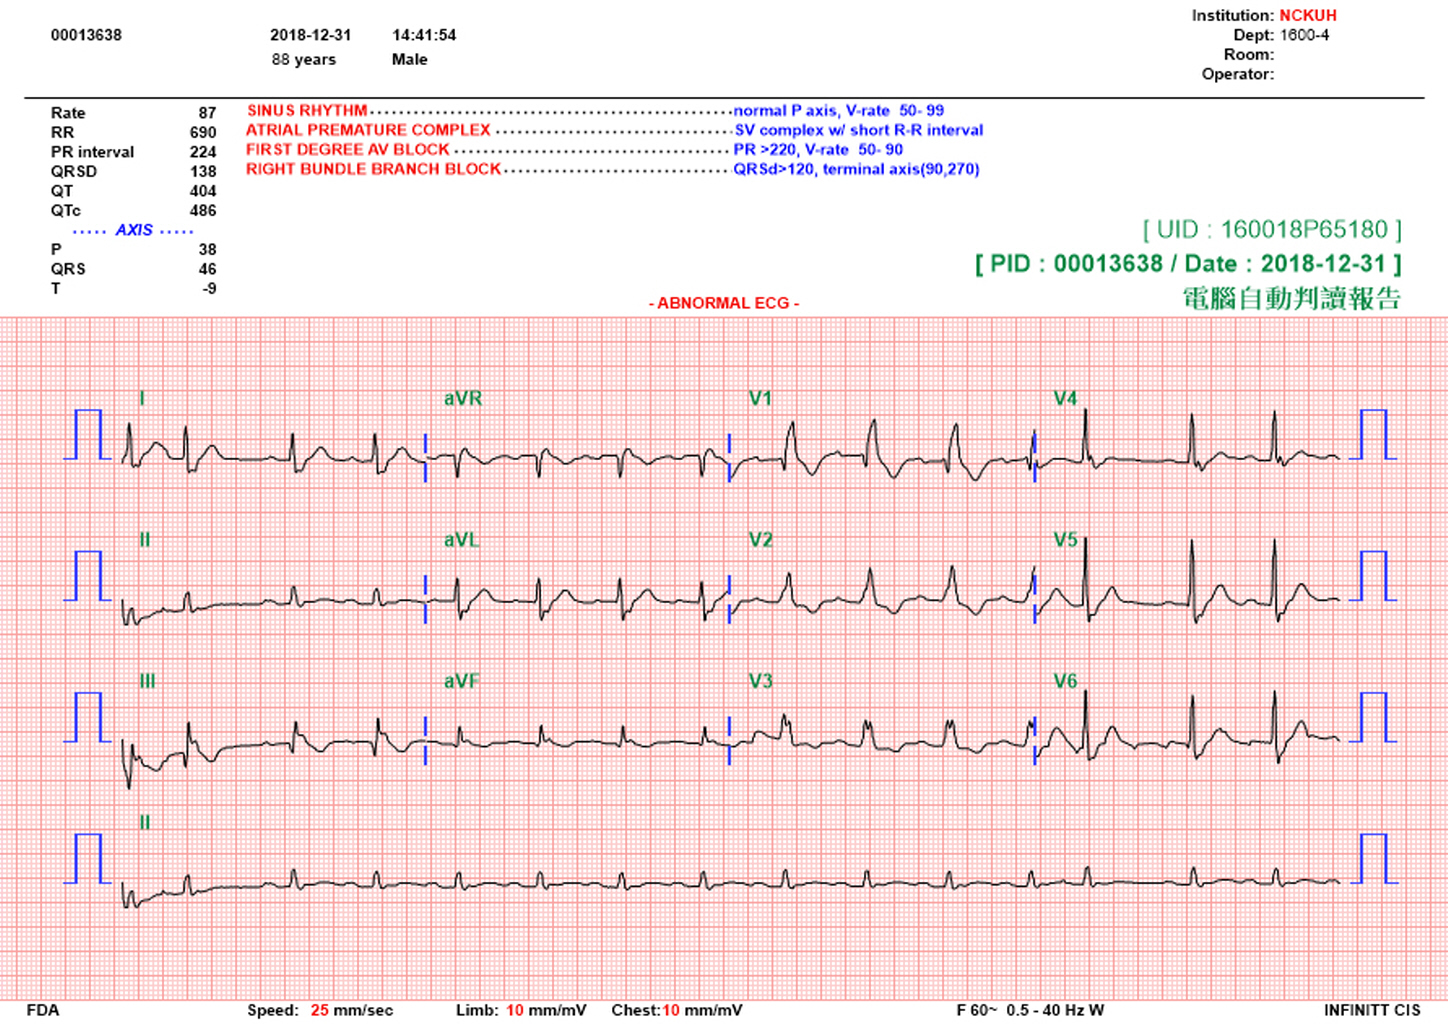 Institution: NCKUH
00013638 2018-12-31 14:41:54 Dept: 1600-4
88 years Male Room:
Operator:
Rate 87 SINUS RHYTHM normal P axis, V-rate 50- 99
RR 690 ATRIAL PREMATURE COMPLEX SV complex w/ short R-R interval
PR interval 224 FIRST DEGREE AV BLOCK PR >220, V-rate 50- 90
QRSD 138 RIGHT BUNDLE BRANCH BLOCK QRSd>120, terminal axis(90,270)
QT 404
QTc 486
····· AXIS ·····
P 38
QRS 46
T -9
[ UID : 160018P65180 ]
[ PID : 00013638 / Date : 2018-12-31 ]
電腦自動判讀報告
- ABNORMAL ECG -
I aVR V1 V4
II aVL V2 V5
III aVF V3 V6
II
FDA Speed: 25 mm/sec Limb: 10 mm/mV Chest:10 mm/mV F 60~ 0.5 - 40 Hz W INFINITT CIS